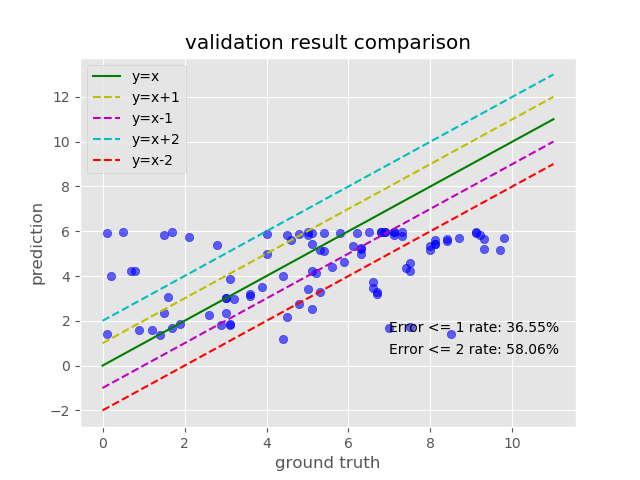 validation result comparison
y=x
y=x+1
y=x-1
y=x+2
y=x-2
12
10
8
6
4
2
0
−2
prediction
Error <= 1 rate: 36.55%
Error <= 2 rate: 58.06%
0 2 4 6 8 10
ground truth